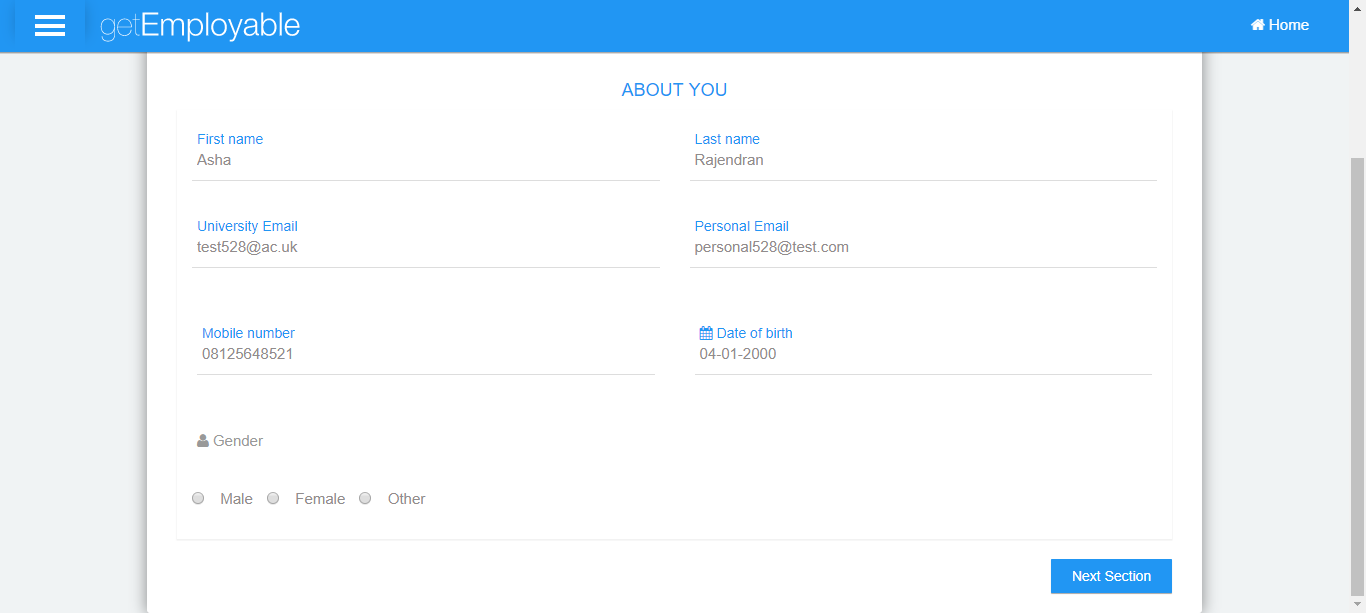 getEmployable
Home
ABOUT YOU
First name
Asha
Last name
Rajendran
University Email
test528@ac.uk
Personal Email
personal528@test.com
Mobile number
08125648521
Date of birth
04-01-2000
Gender
Male Female Other
Next Section